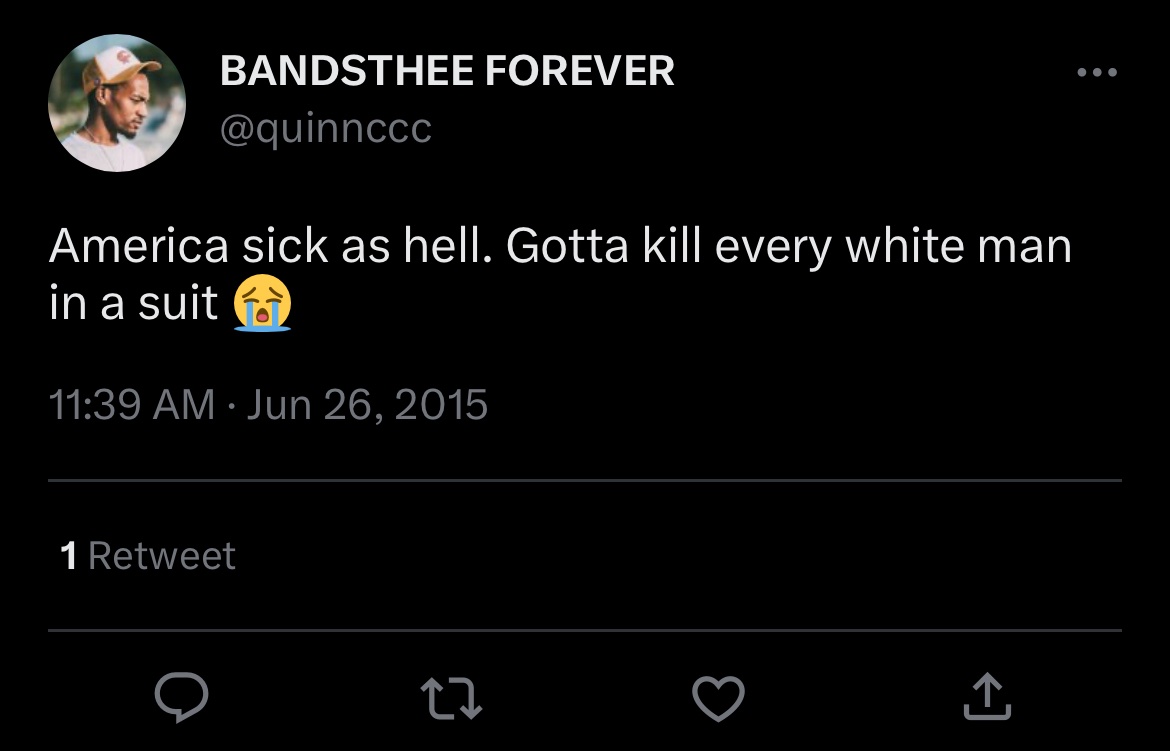 BANDSTHEE FOREVER
@quinnccc
America sick as hell. Gotta kill every white man
in a suit 😭
11:39 AM · Jun 26, 2015
1 Retweet